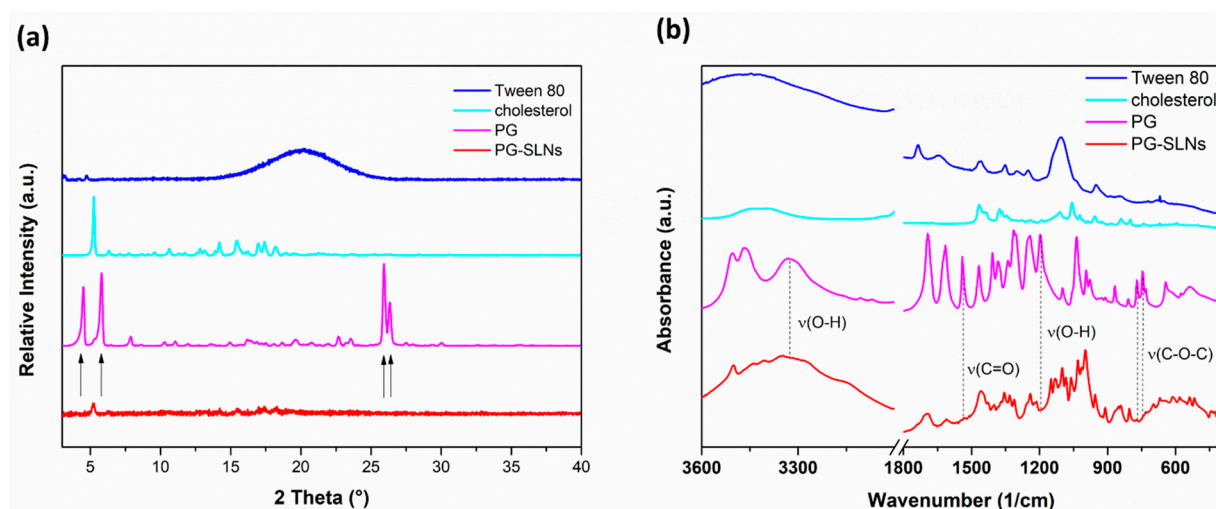 (a)
Relative Intensity (a.u.)
Tween 80
cholesterol
PG
PG-SLNs
5 10 15 20 25 30 35 40
2 Theta (°)
(b)
Absorbance (a.u.)
Tween 80
cholesterol
PG
PG-SLNs
ν(O-H)
ν(C=O)
ν(O-H)
ν(C-O-C)
3600 3300 1800 1500 1200 900 600
Wavenumber (1/cm)